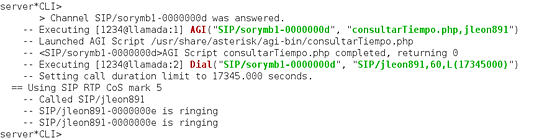 server*CLI>
> Channel SIP/sorymb1-0000000d was answered.
-- Executing [1234@llamada:1] AGI("SIP/sorymb1-0000000d", "consultarTiempo.php,jleon891")
-- Launched AGI Script /usr/share/asterisk/agi-bin/consultarTiempo.php
-- <SIP/sorymb1-0000000d>AGI Script completed, returning 0
-- Executing [1234@llamada:2] Dial("SIP/sorymb1-0000000d", "SIP/jleon891,60,L(17345000)")
-- Setting call duration limit to 17345.000 seconds.
== Using SIP RTP CoS mark 5
-- Called SIP/jleon891
-- SIP/jleon891-0000000e is ringing
-- SIP/jleon891-0000000e is ringing
server*CLI>